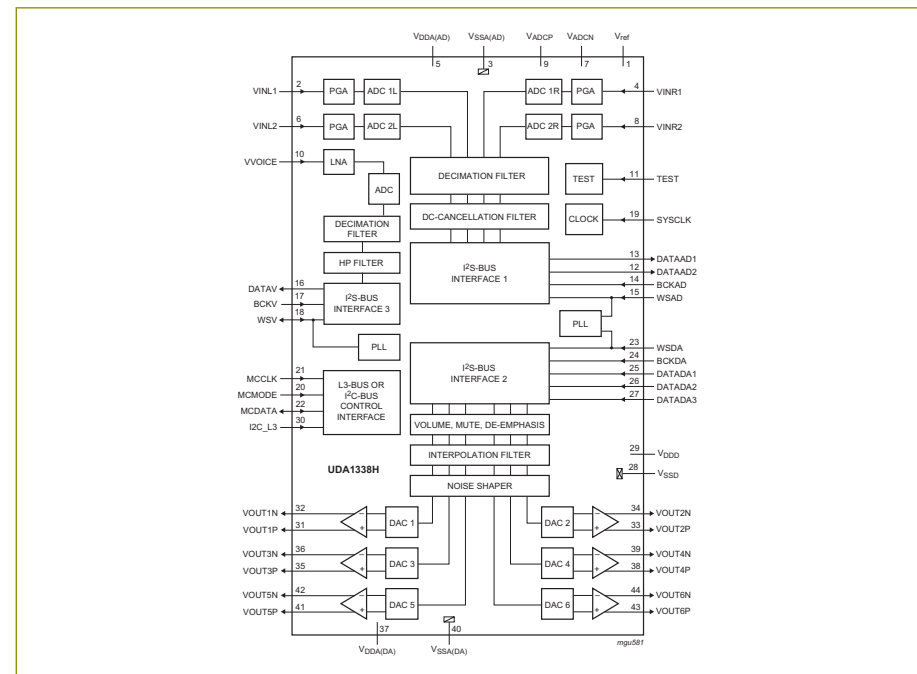 VDDA(AD) VSSA(AD) VADCP VADCN Vref
5 3 9 7 1
VINL1 2 PGA ADC 1L ADC 1R PGA 4 VINR1
VINL2 6 PGA ADC 2L ADC 2R PGA 8 VINR2
VVOICE 10 LNA
ADC
DECIMATION FILTER
TEST 11 TEST
DECIMATION
FILTER
DC-CANCELLATION FILTER
CLOCK 19 SYSCLK
HP FILTER
I2S-BUS
INTERFACE 1
13 DATAAD1
12 DATAAD2
14 BCKAD
15 WSAD
DATAV 16
BCKV 17
WSV 18
I2S-BUS
INTERFACE 3
PLL
PLL
I2S-BUS
INTERFACE 2
23 WSDA
24 BCKDA
25 DATADA1
26 DATADA2
27 DATADA3
MCCLK 21
MCMODE 20
MCDATA 22
I2C_L3 30
L3-BUS OR
I2C-BUS
CONTROL
INTERFACE
VOLUME, MUTE, DE-EMPHASIS
INTERPOLATION FILTER
NOISE SHAPER
UDA1338H
29 VDDD
28 VSSD
VOUT1N 32 − DAC 1 DAC 2 − 34 VOUT2N
VOUT1P 31 + + 33 VOUT2P
VOUT3N 36 − DAC 3 DAC 4 − 39 VOUT4N
VOUT3P 35 + + 38 VOUT4P
VOUT5N 42 − DAC 5 DAC 6 − 44 VOUT6N
VOUT5P 41 + + 43 VOUT6P
37 40
VDDA(DA) VSSA(DA)
mgu581